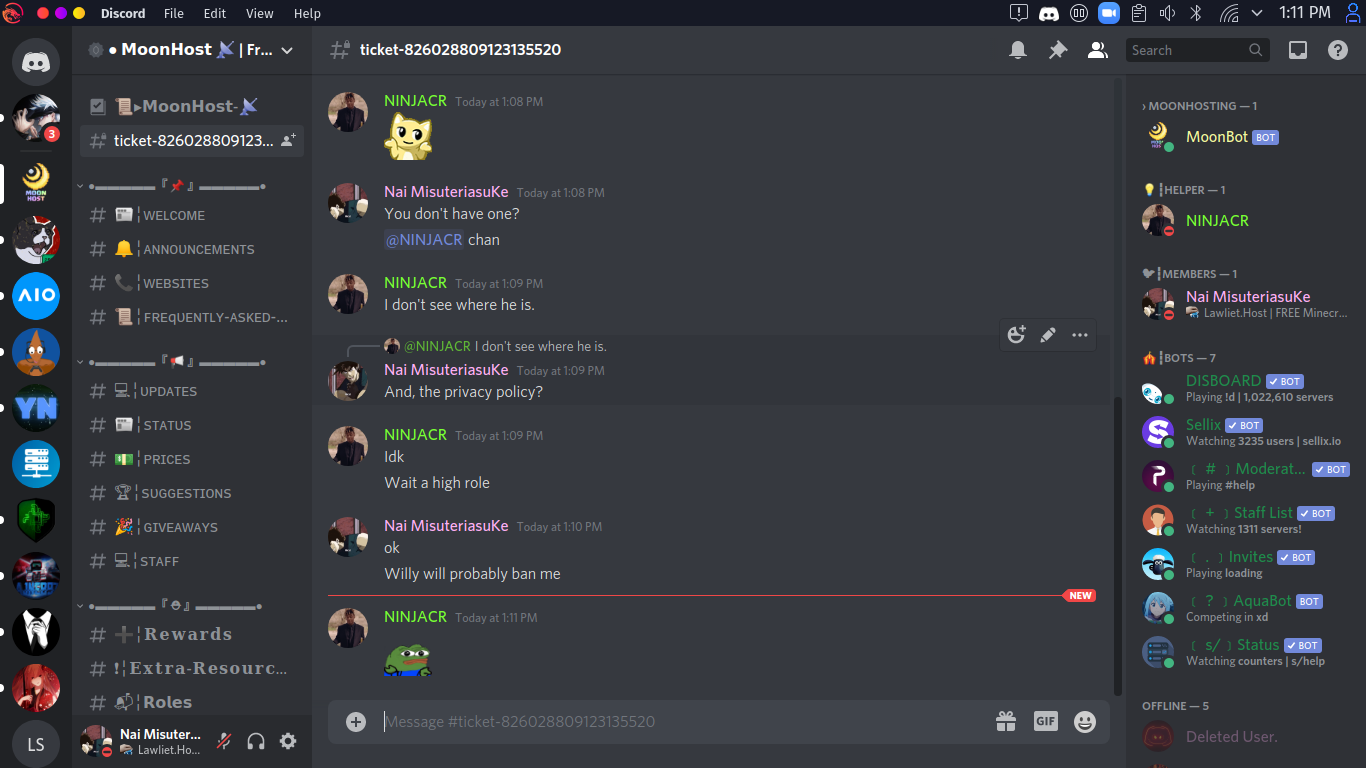 Discord File Edit View Help 1:11 PM
● MoonHost 📡 | Fr...
📜▸MoonHost-📡
ticket-826028809123...
●▬▬▬▬▬▬『📌』▬▬▬▬▬▬●
📰╎WELCOME
🔔╎ANNOUNCEMENTS
📞╎WEBSITES
📜╎FREqUENTLY-ASKED-...
●▬▬▬▬▬▬『📢』▬▬▬▬▬▬●
💻╎UPDATES
📰╎STATUS
💵╎PRICES
🏆╎SUGGESTIONS
🎉╎GIVEAWAYS
💻╎STAFF
●▬▬▬▬▬▬『⛑』▬▬▬▬▬▬●
➕╎Rewards
❗╎Extra-Resourc...
📬╎Roles
Nai Misuter...
Lawliet.Ho...
3
MOON
HOST
AIO
YN
LS
ticket-826028809123135520
Search
NINJACR Today at 1:08 PM
Nai MisuteriasuKe Today at 1:08 PM
You don't have one?
@NINJACR chan
NINJACR Today at 1:09 PM
I don't see where he is.
@NINJACR I don't see where he is.
Nai MisuteriasuKe Today at 1:09 PM
And, the privacy policy?
NINJACR Today at 1:09 PM
Idk
Wait a high role
Nai MisuteriasuKe Today at 1:10 PM
ok
Willy will probably ban me
NEW
NINJACR Today at 1:11 PM
Message #ticket-826028809123135520
GIF
› MOONHOSTING — 1
MoonBot BOT
💡┇HELPER — 1
NINJACR
🐦┇MEMBERS — 1
Nai MisuteriasuKe
Lawliet.Host | FREE Minecr...
🔥┇BOTS — 7
DISBOARD ✔ BOT
Playing !d | 1,022,610 servers
Sellix ✔ BOT
Watching 3235 users | sellix.io
﹝ # ﹞Moderat... ✔ BOT
Playing #help
﹝ + ﹞Staff List ✔ BOT
Watching 1311 servers!
﹝ . ﹞Invites ✔ BOT
Playing loading
﹝ ? ﹞AquaBot BOT
Competing in xd
﹝ s/ ﹞Status ✔ BOT
Watching counters | s/help
OFFLINE — 5
Deleted User.